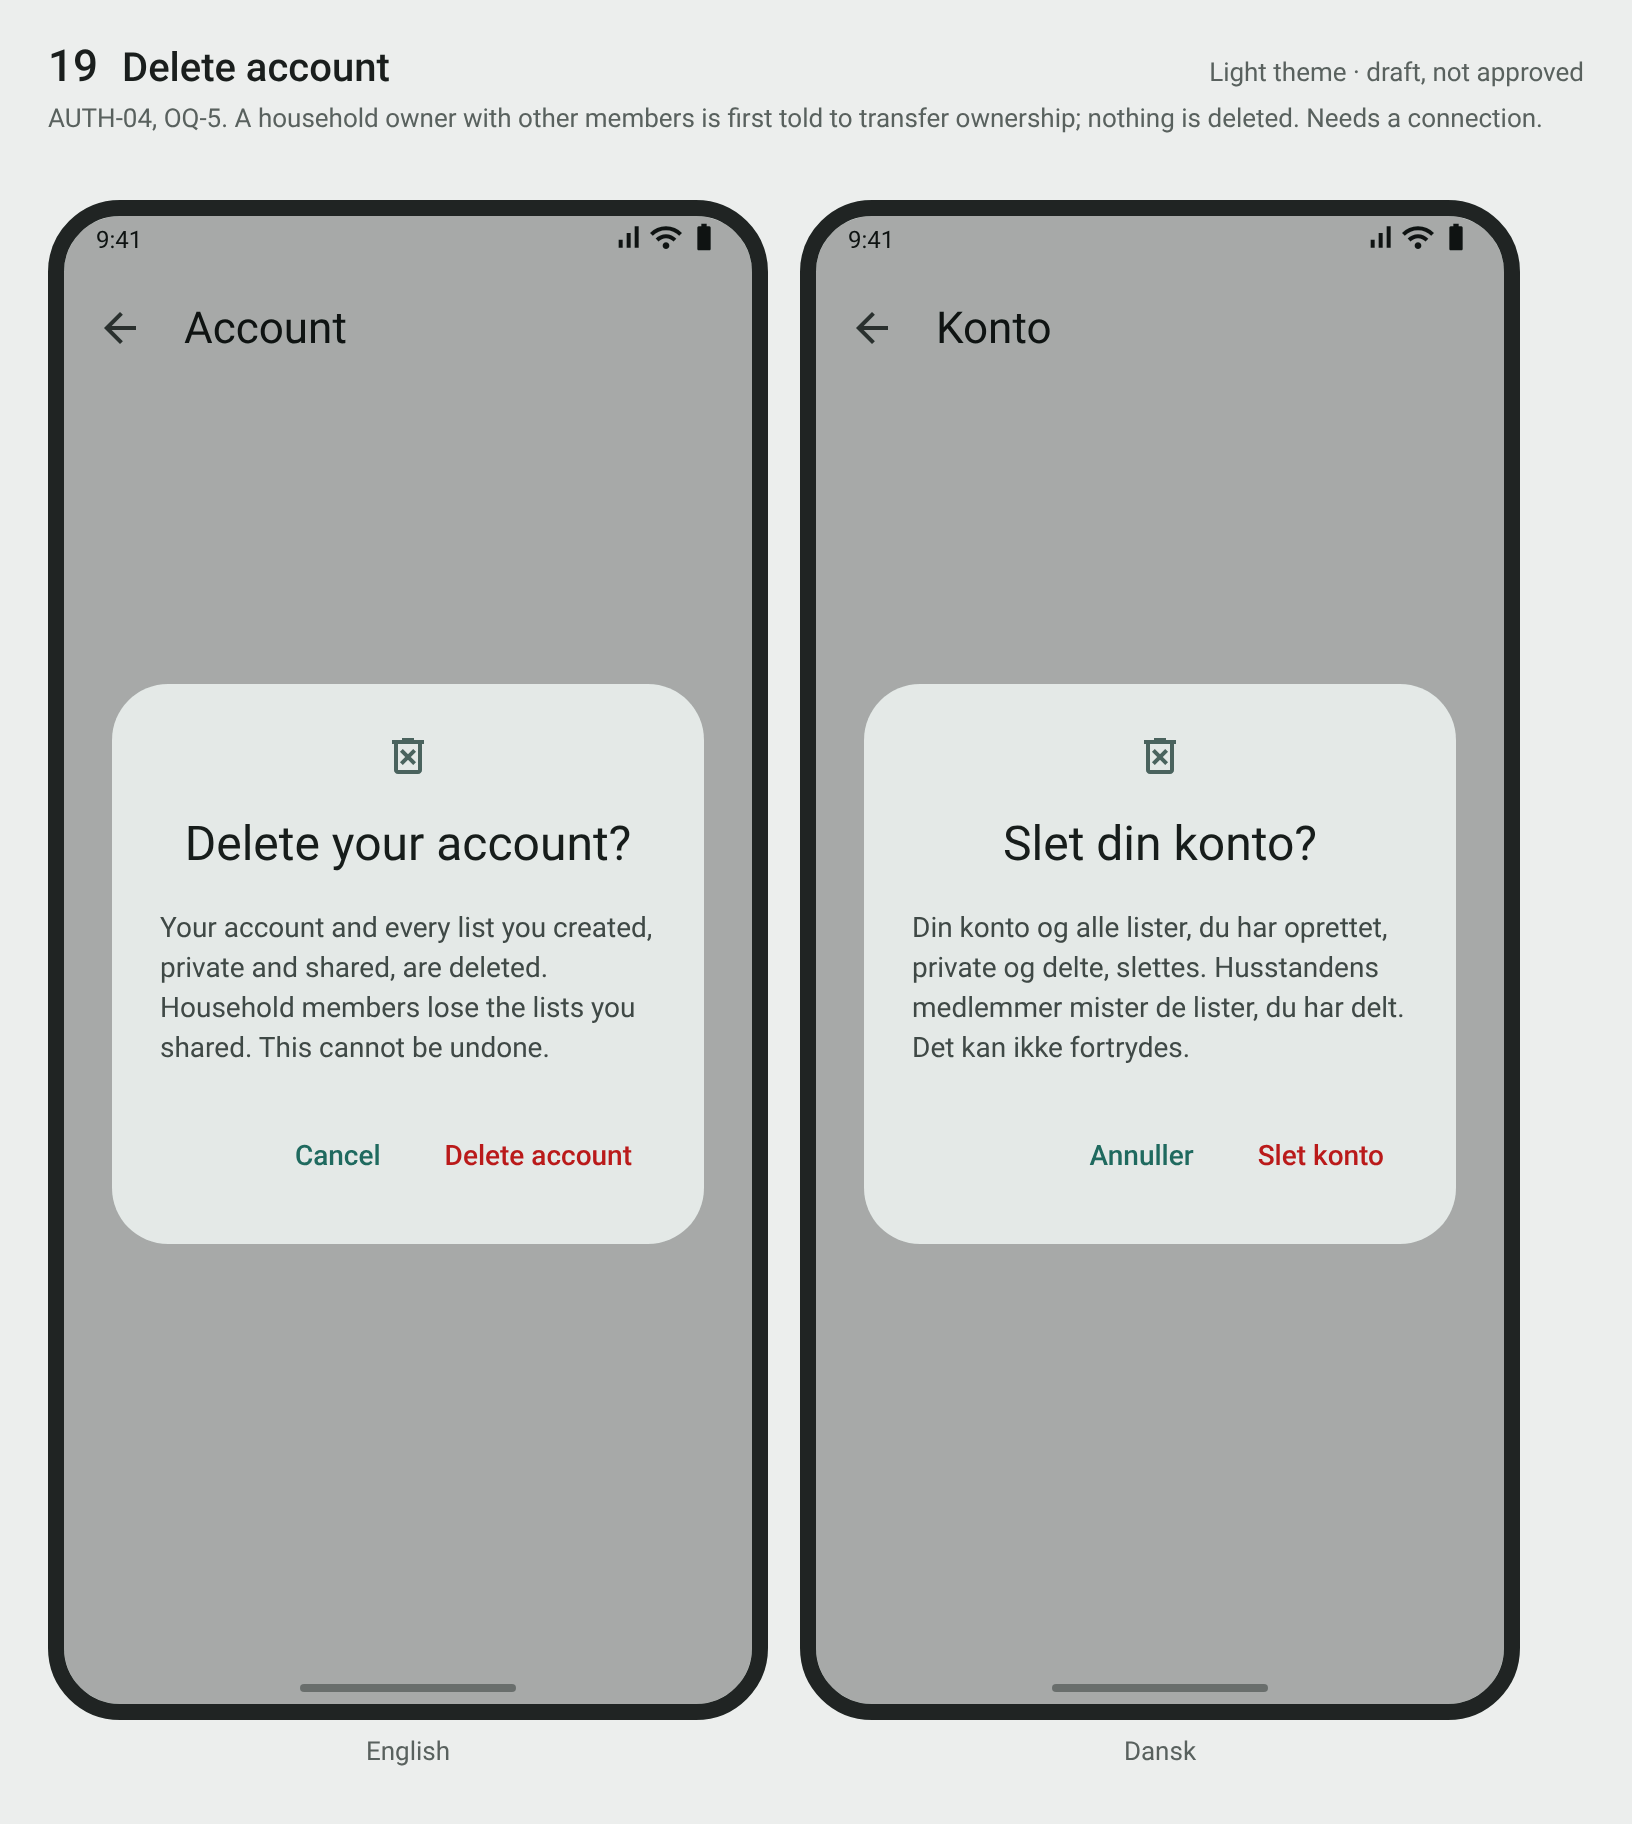 19 Delete account
Light theme · draft, not approved
AUTH-04, OQ-5. A household owner with other members is first told to transfer ownership; nothing is deleted. Needs a connection.
9:41
Account
Delete your account?
Your account and every list you created,
private and shared, are deleted.
Household members lose the lists you
shared. This cannot be undone.
Cancel Delete account
English
9:41
Konto
Slet din konto?
Din konto og alle lister, du har oprettet,
private og delte, slettes. Husstandens
medlemmer mister de lister, du har delt.
Det kan ikke fortrydes.
Annuller Slet konto
Dansk